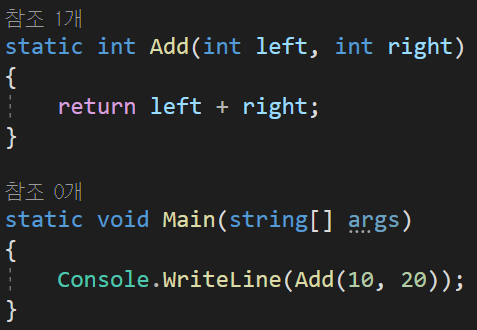 참조 1개
static int Add(int left, int right)
{
    return left + right;
}
참조 0개
static void Main(string[] args)
{
    Console.WriteLine(Add(10, 20));
}